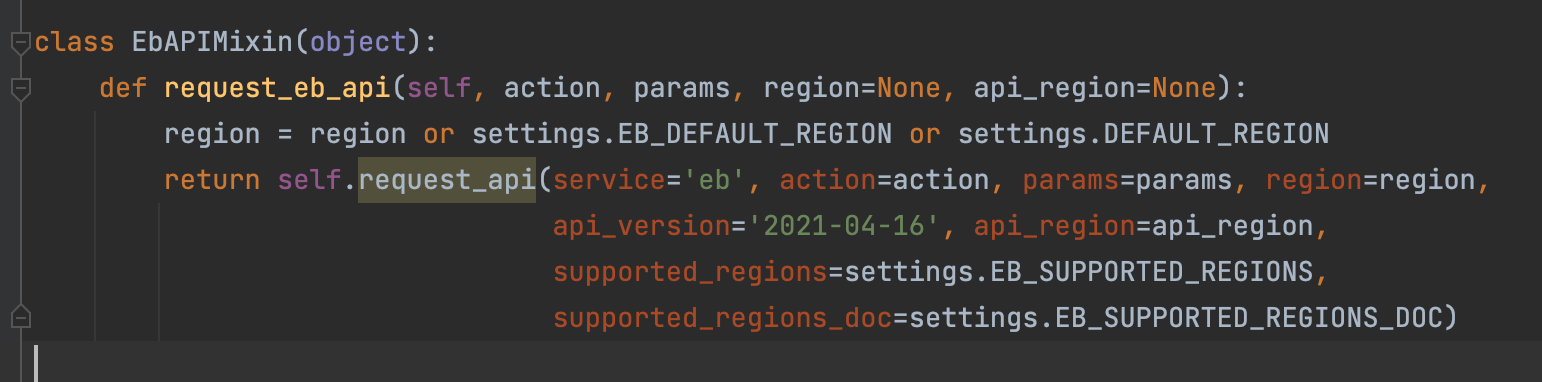 class EbAPIMixin(object):
    def request_eb_api(self, action, params, region=None, api_region=None):
        region = region or settings.EB_DEFAULT_REGION or settings.DEFAULT_REGION
        return self.request_api(service='eb', action=action, params=params, region=region,
                                api_version='2021-04-16', api_region=api_region,
                                supported_regions=settings.EB_SUPPORTED_REGIONS,
                                supported_regions_doc=settings.EB_SUPPORTED_REGIONS_DOC)